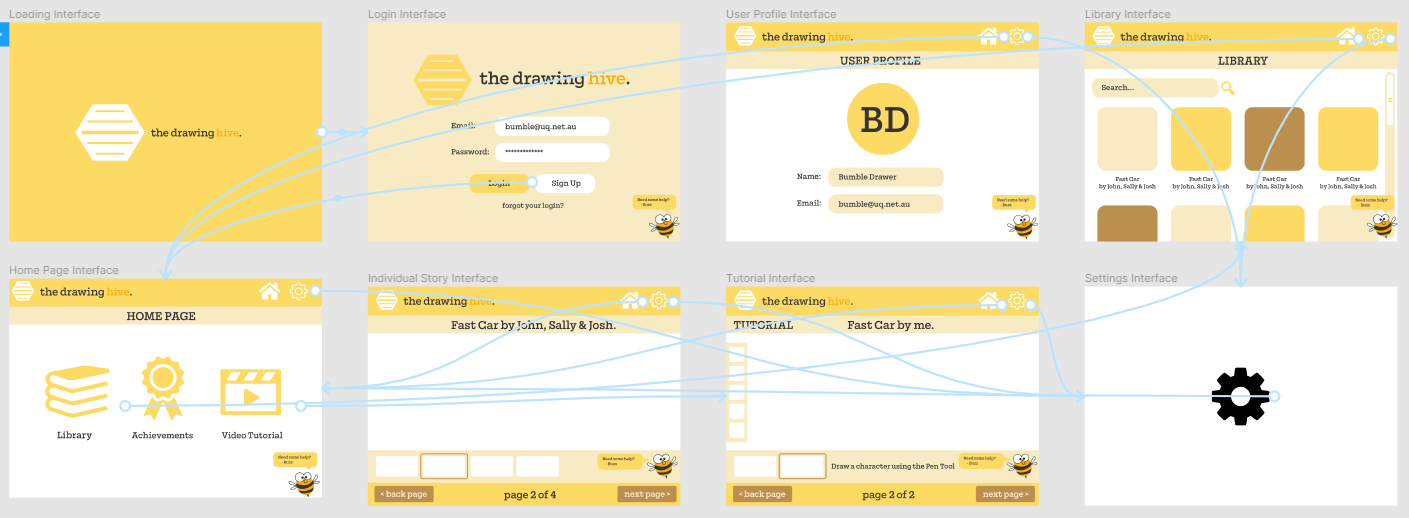 Loading Interface
the drawing hive.
Login Interface
the drawing hive.
Email:
bumble@uq.net.au
Password:
*************
Login
Sign Up
forgot your login?
Need some help?
- Buzz
User Profile Interface
the drawing hive.
USER PROFILE
BD
Name:
Bumble Drawer
Email:
bumble@uq.net.au
Need some help?
- Buzz
Library Interface
the drawing hive.
LIBRARY
Search...
Fast Car
by John, Sally & Josh
Fast Car
by John, Sally & Josh
Fast Car
by John, Sally & Josh
Fast Car
by John, Sally & Josh
Need some help?
- Buzz
Home Page Interface
the drawing hive.
HOME PAGE
Library
Achievements
Video Tutorial
Need some help?
- Buzz
Individual Story Interface
the drawing hive.
Fast Car by John, Sally & Josh.
Need some help?
- Buzz
< back page
page 2 of 4
next page >
Tutorial Interface
the drawing hive.
TUTORIAL
Fast Car by me.
Draw a character using the Pen Tool
Need some help?
- Buzz
< back page
page 2 of 2
next page >
Settings Interface